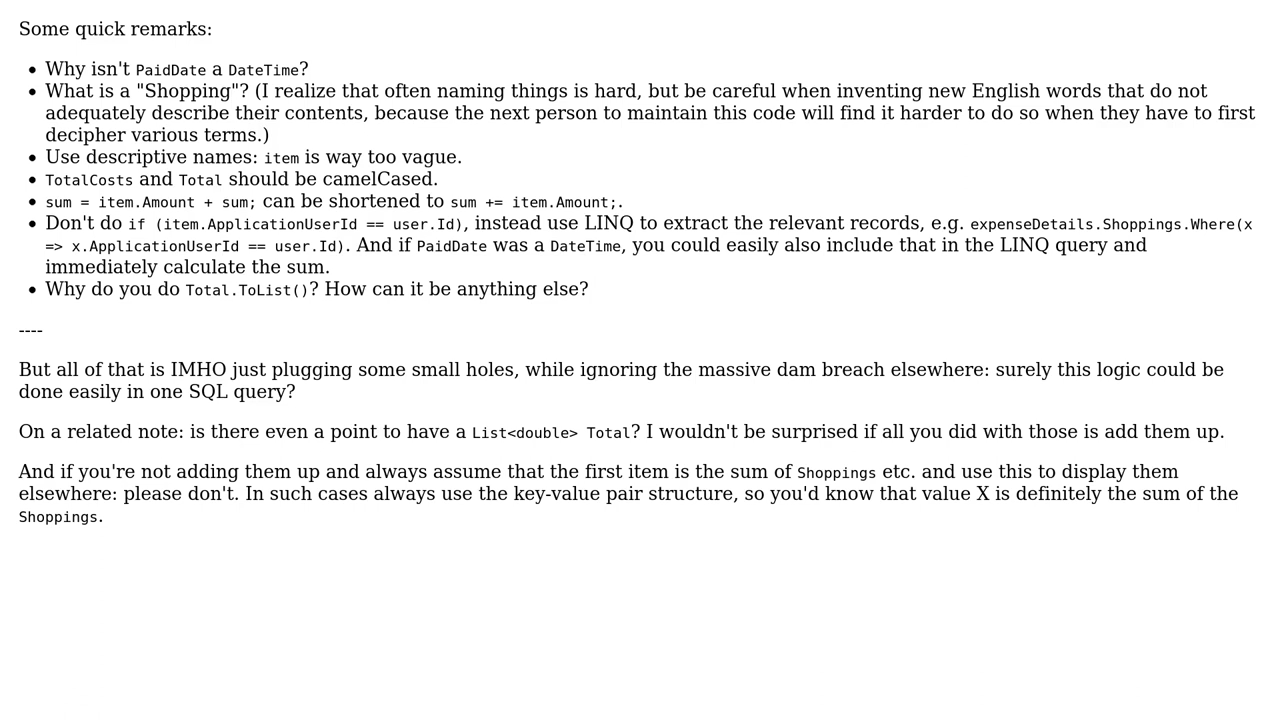 Some quick remarks:
• Why isn't PaidDate a DateTime?
• What is a "Shopping"? (I realize that often naming things is hard, but be careful when inventing new English words that do not
adequately describe their contents, because the next person to maintain this code will find it harder to do so when they have to first
decipher various terms.)
• Use descriptive names: item is way too vague.
• TotalCosts and Total should be camelCased.
• sum = item.Amount + sum; can be shortened to sum += item.Amount;.
• Don't do if (item.ApplicationUserId == user.Id), instead use LINQ to extract the relevant records, e.g. expenseDetails.Shoppings.Where(x
=> x.ApplicationUserId == user.Id). And if PaidDate was a DateTime, you could easily also include that in the LINQ query and
immediately calculate the sum.
• Why do you do Total.ToList()? How can it be anything else?
----
But all of that is IMHO just plugging some small holes, while ignoring the massive dam breach elsewhere: surely this logic could be
done easily in one SQL query?
On a related note: is there even a point to have a List<double> Total? I wouldn't be surprised if all you did with those is add them up.
And if you're not adding them up and always assume that the first item is the sum of Shoppings etc. and use this to display them
elsewhere: please don't. In such cases always use the key-value pair structure, so you'd know that value X is definitely the sum of the
Shoppings.